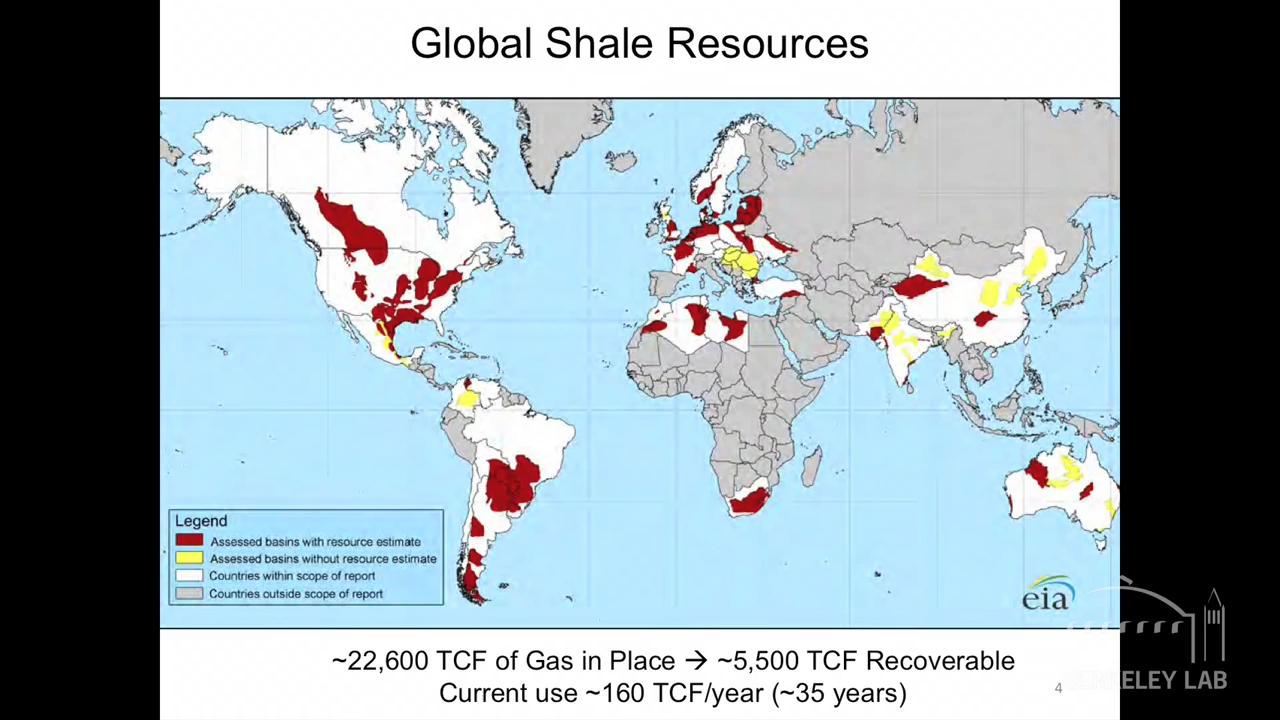 Global Shale Resources
Legend
Assessed basins with resource estimate
Assessed basins without resource estimate
Countries within scope of report
Countries outside scope of report
eia
~22,600 TCF of Gas in Place → ~5,500 TCF Recoverable
Current use ~160 TCF/year (~35 years)
4
BERKELEY LAB